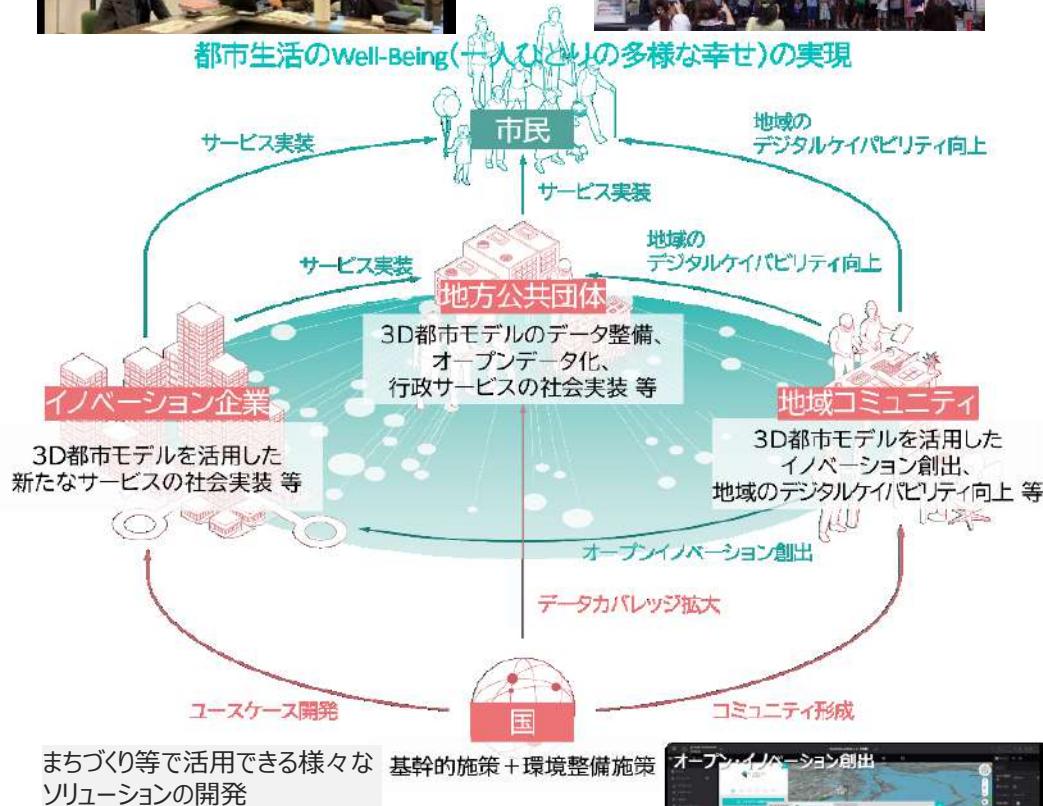 都市生活のWell-Being(一人ひとりの多様な幸せ)の実現
市民
サービス実装
地域の
デジタルケイパビリティ向上
サービス実装
サービス実装
地域の
デジタルケイパビリティ向上
地方公共団体
3D都市モデルのデータ整備、
オープンデータ化、
行政サービスの社会実装 等
イノベーション企業
3D都市モデルを活用した
新たなサービスの社会実装 等
地域コミュニティ
3D都市モデルを活用した
イノベーション創出、
地域のデジタルケイパビリティ向上 等
オープンイノベーション創出
データカバレッジ拡大
ユースケース開発
国
コミュニティ形成
基幹的施策+環境整備施策
まちづくり等で活用できる様々な
ソリューションの開発
オープン・イノベーション創出